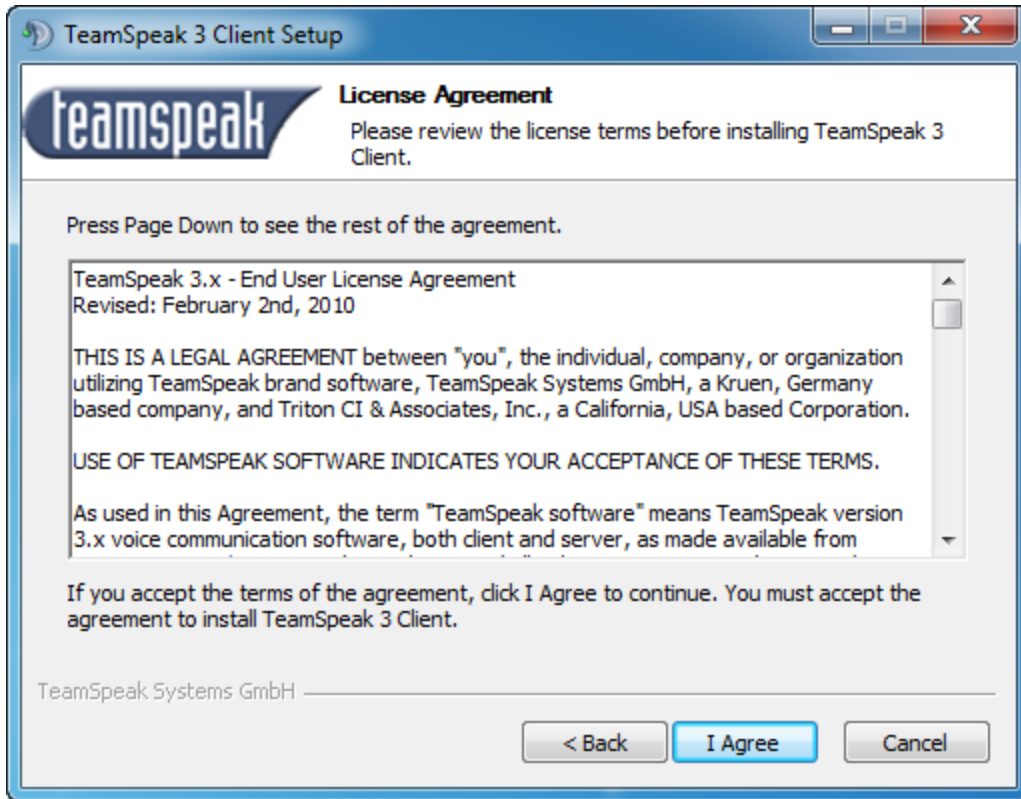 TeamSpeak 3 Client Setup
teamspeak
License Agreement
Please review the license terms before installing TeamSpeak 3
Client.
Press Page Down to see the rest of the agreement.
TeamSpeak 3.x - End User License Agreement
Revised: February 2nd, 2010
THIS IS A LEGAL AGREEMENT between "you", the individual, company, or organization
utilizing TeamSpeak brand software, TeamSpeak Systems GmbH, a Kruen, Germany
based company, and Triton CI & Associates, Inc., a California, USA based Corporation.
USE OF TEAMSPEAK SOFTWARE INDICATES YOUR ACCEPTANCE OF THESE TERMS.
As used in this Agreement, the term "TeamSpeak software" means TeamSpeak version
3.x voice communication software, both client and server, as made available from
If you accept the terms of the agreement, click I Agree to continue. You must accept the
agreement to install TeamSpeak 3 Client.
TeamSpeak Systems GmbH
< Back
I Agree
Cancel